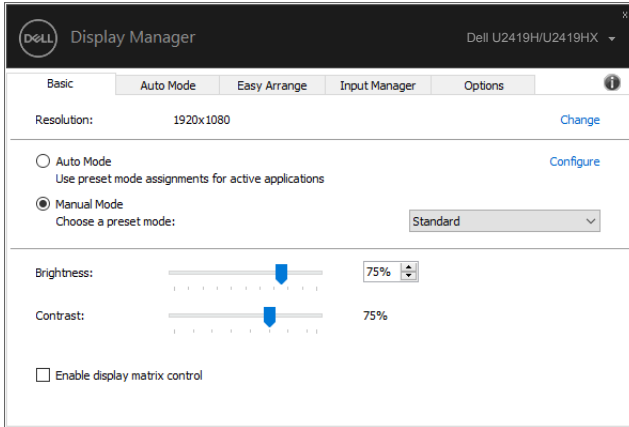 x
DELL Display Manager Dell U2419H/U2419HX
Basic Auto Mode Easy Arrange Input Manager Options i
Resolution: 1920x1080 Change
Auto Mode Configure
Use preset mode assignments for active applications
Manual Mode
Choose a preset mode: Standard
Brightness: 75%
Contrast: 75%
Enable display matrix control